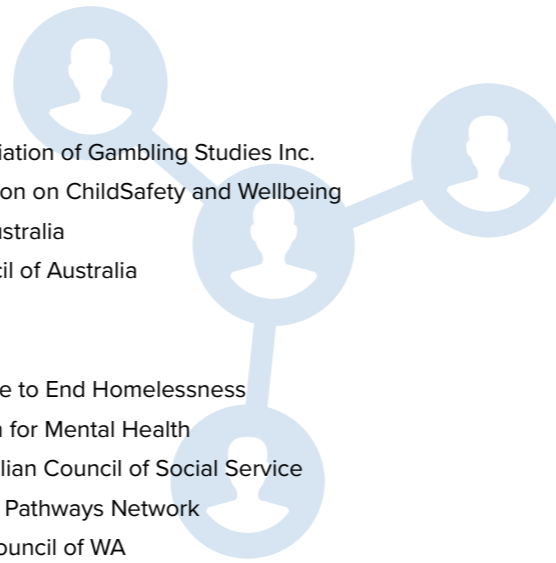 iation of Gambling Studies Inc.
on on ChildSafety and Wellbeing
ustralia
cil of Australia
e to End Homelessness
n for Mental Health
lian Council of Social Service
Pathways Network
ouncil of WA